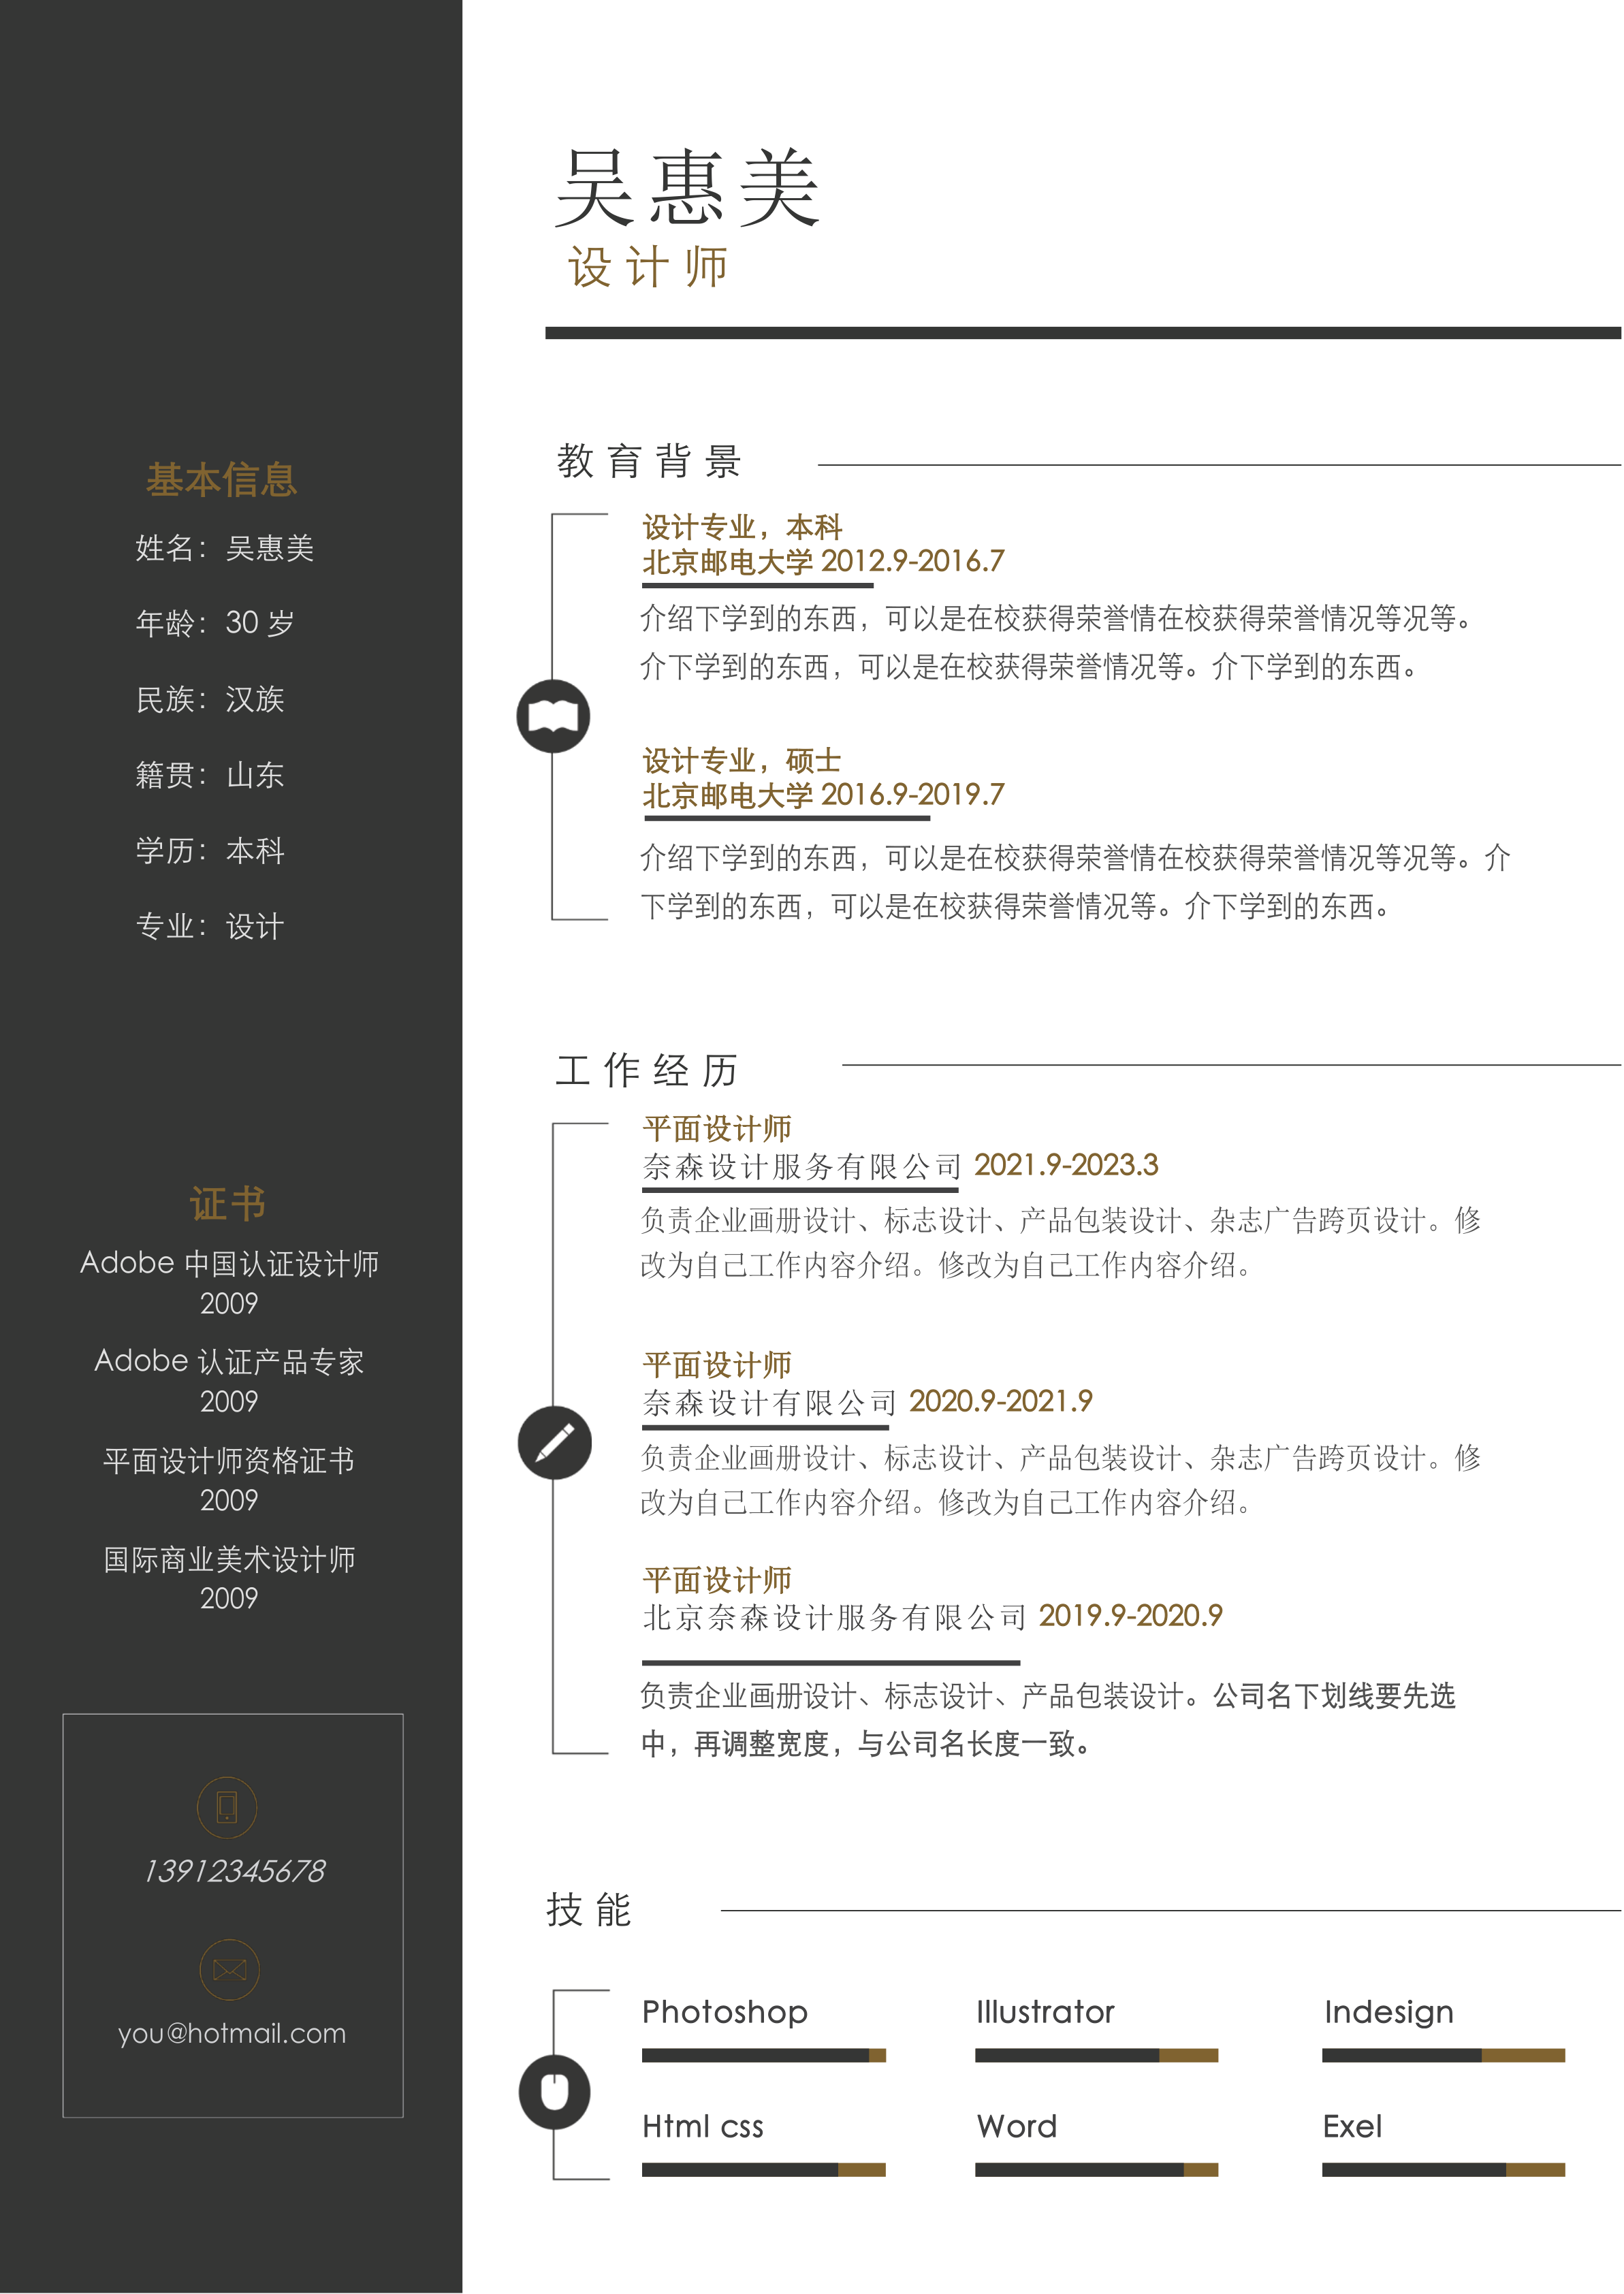 吴惠美
设计师
基本信息
姓名：吴惠美
年龄：30 岁
民族：汉族
籍贯：山东
学历：本科
专业：设计
证书
Adobe 中国认证设计师
2009
Adobe 认证产品专家
2009
平面设计师资格证书
2009
国际商业美术设计师
2009
13912345678
you@hotmail.com
教育背景
设计专业，本科
北京邮电大学 2012.9-2016.7
介绍下学到的东西，可以是在校获得荣誉情在校获得荣誉情况等况等。
介下学到的东西，可以是在校获得荣誉情况等。介下学到的东西。
设计专业，硕士
北京邮电大学 2016.9-2019.7
介绍下学到的东西，可以是在校获得荣誉情在校获得荣誉情况等况等。介
下学到的东西，可以是在校获得荣誉情况等。介下学到的东西。
工作经历
平面设计师
奈森设计服务有限公司 2021.9-2023.3
负责企业画册设计、标志设计、产品包装设计、杂志广告跨页设计。修
改为自己工作内容介绍。修改为自己工作内容介绍。
平面设计师
奈森设计有限公司 2020.9-2021.9
负责企业画册设计、标志设计、产品包装设计、杂志广告跨页设计。修
改为自己工作内容介绍。修改为自己工作内容介绍。
平面设计师
北京奈森设计服务有限公司 2019.9-2020.9
负责企业画册设计、标志设计、产品包装设计。公司名下划线要先选
中，再调整宽度，与公司名长度一致。
技能
Photoshop Illustrator Indesign
Html css Word Exel